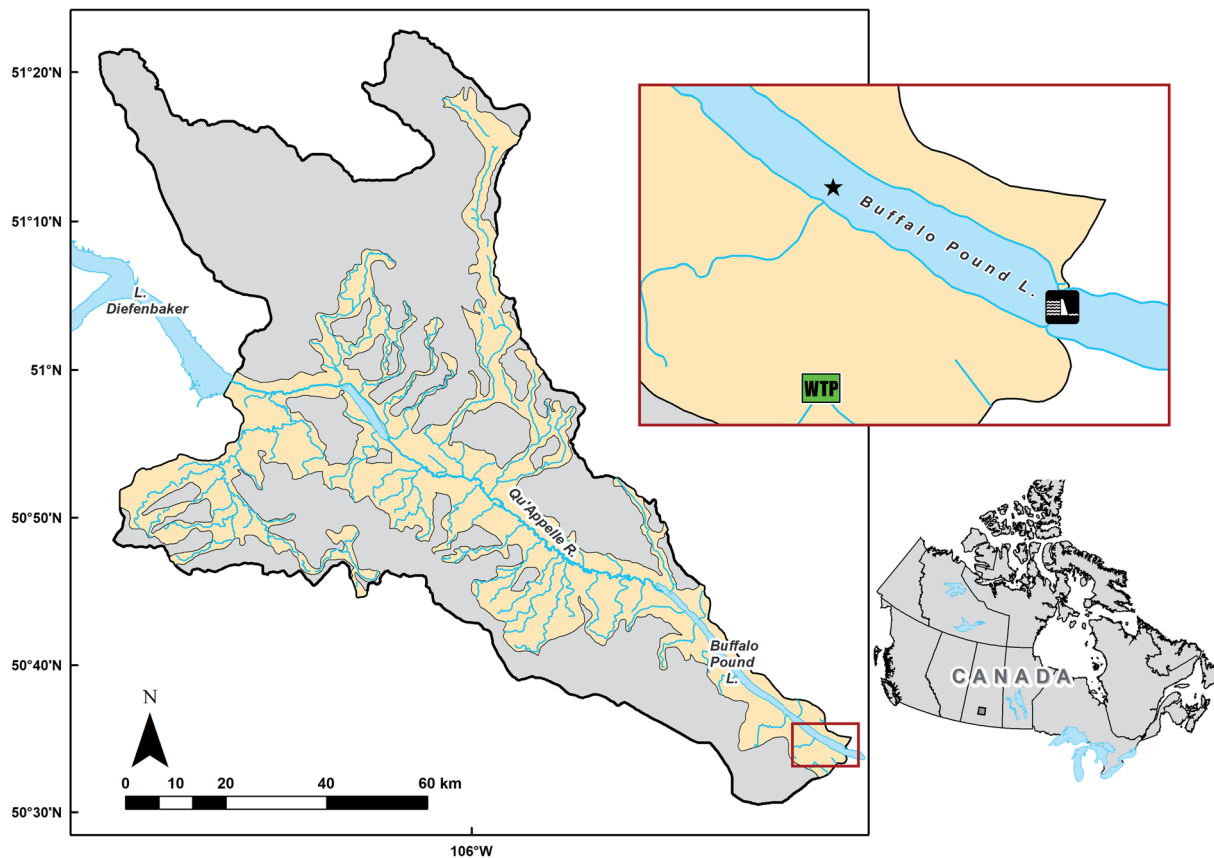 51°20'N
51°10'N
51°N
50°50'N
50°40'N
50°30'N
106°W
L.
Diefenbaker
Qu'Appelle R.
Buffalo
Pound
L.
N
0 10 20 40 60 km
Buffalo Pound L.
WTP
CANADA